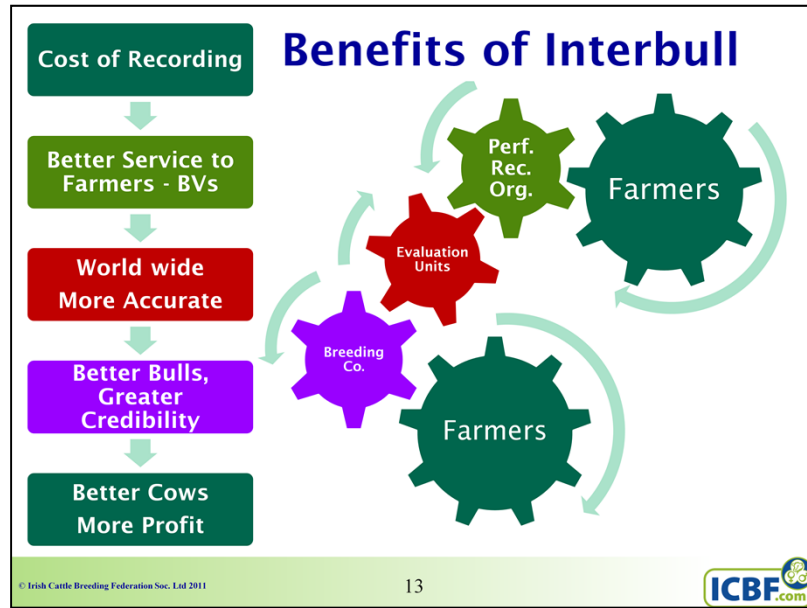 Benefits of Interbull
Cost of Recording
Better Service to
Farmers - BVs
World wide
More Accurate
Better Bulls,
Greater
Credibility
Better Cows
More Profit
Perf.
Rec.
Org.
Farmers
Evaluation
Units
Breeding
Co.
Farmers
© Irish Cattle Breeding Federation Soc. Ltd 2011
13
ICBF.com